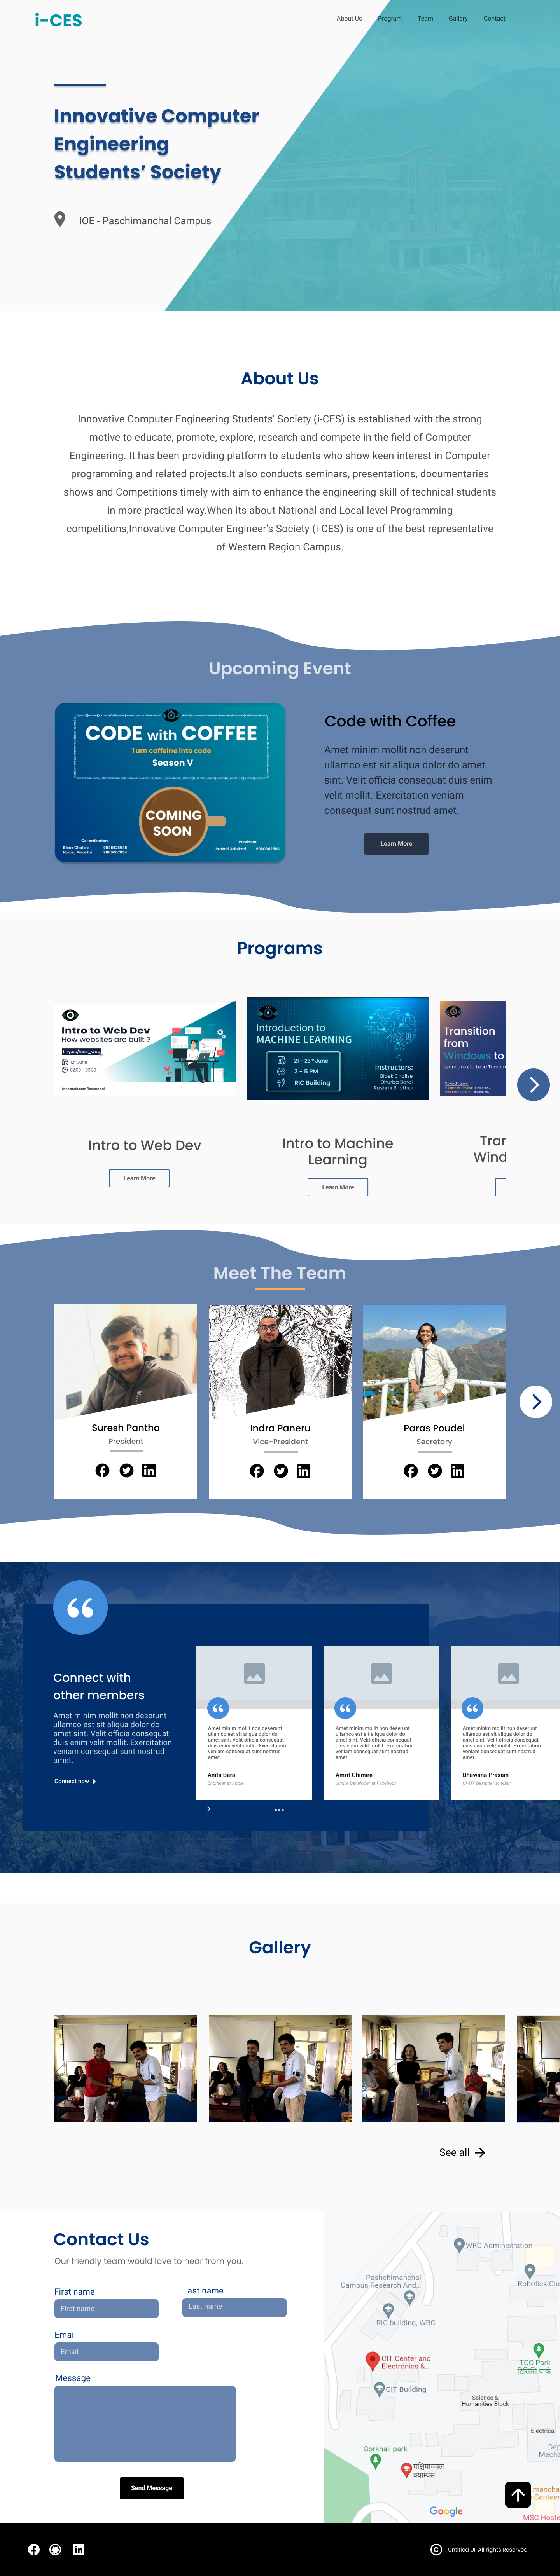 i-CES
About Us Program Team Gallery Contact
Innovative Computer
Engineering
Students’ Society
IOE - Paschimanchal Campus
About Us
Innovative Computer Engineering Students' Society (i-CES) is established with the strong
motive to educate, promote, explore, research and compete in the field of Computer
Engineering. It has been providing platform to students who show keen interest in Computer
programming and related projects.It also conducts seminars, presentations, documentaries
shows and Competitions timely with aim to enhance the engineering skill of technical students
in more practical way.When its about National and Local level Programming
competitions,Innovative Computer Engineer's Society (i-CES) is one of the best representative
of Western Region Campus.
Upcoming Event
CODE with COFFEE
Turn caffeine into code
Season V
COMING
SOON
Co-ordinators
Bibek Chalise
President
Code with Coffee
Amet minim mollit non deserunt
ullamco est sit aliqua dolor do amet
sint. Velit officia consequat duis enim
velit mollit. Exercitation veniam
consequat sunt nostrud amet.
Learn More
Programs
Intro to Web Dev
How websites are built ?
tiny.cc/ices_web
12th June
02:00 - 03:30
Introduction to
MACHINE LEARNING
21 - 23rd June
3 - 5 PM
RIC Building
Instructors:
Bibek Chalise
Dhurba Baral
Rashmi Bhattrai
Transition
from
Windows to
Learn Linux to Lead Tomorr
Intro to Web Dev
Learn More
Intro to Machine
Learning
Learn More
Trar
Wind
Meet The Team
Suresh Pantha
President
Indra Paneru
Vice-President
Paras Poudel
Secretary
Connect with
other members
Amet minim mollit non deserunt
ullamco est sit aliqua dolor do
amet sint. Velit officia consequat
duis enim velit mollit. Exercitation
veniam consequat sunt nostrud
amet.
Connect now
Amet minim mollit non deserunt
ullamco est sit aliqua dolor do
amet sint. Velit officia consequat
duis enim velit mollit. Exercitation
veniam consequat sunt nostrud
amet.
Anita Baral
Engineer at Apple
Amet minim mollit non deserunt
ullamco est sit aliqua dolor do
amet sint. Velit officia consequat
duis enim velit mollit. Exercitation
veniam consequat sunt nostrud
amet.
Amrit Ghimire
Junior Developer at Facebook
Amet minim mollit non deserunt
ullamco est sit aliqua dolor do
amet sint. Velit officia consequat
duis enim velit mollit. Exercitation
veniam consequat sunt nostrud
amet.
Bhawana Prasain
UI/UX Designer at eBay
Gallery
See all
Contact Us
Our friendly team would love to hear from you.
First name
First name
Last name
Last name
Email
Email
Message
Send Message
WRC Administration
Robotics Clu
Pashchimanchal
Campus Research And...
RIC building, WRC
CIT Center and
Electronics &...
CIT Building
TCC Park
Science &
Humanities Block
Electrical
Dep
Mecha
Gorkhali park
पश्चिमाञ्चल
क्याम्पस
Google
mancha
Canteer
MSC Hoste
Untitled UI. All rights Reserved